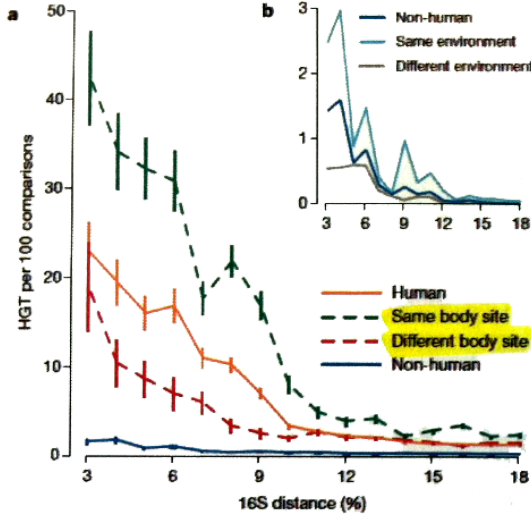 a
50
40
30
20
10
0
HGT per 100 comparisons
3
6
9
12
15
18
16S distance (%)
Human
Same body site
Different body site
Non-human
b
3
2
1
0
3
6
9
12
15
18
Non-human
Same environment
Different environment